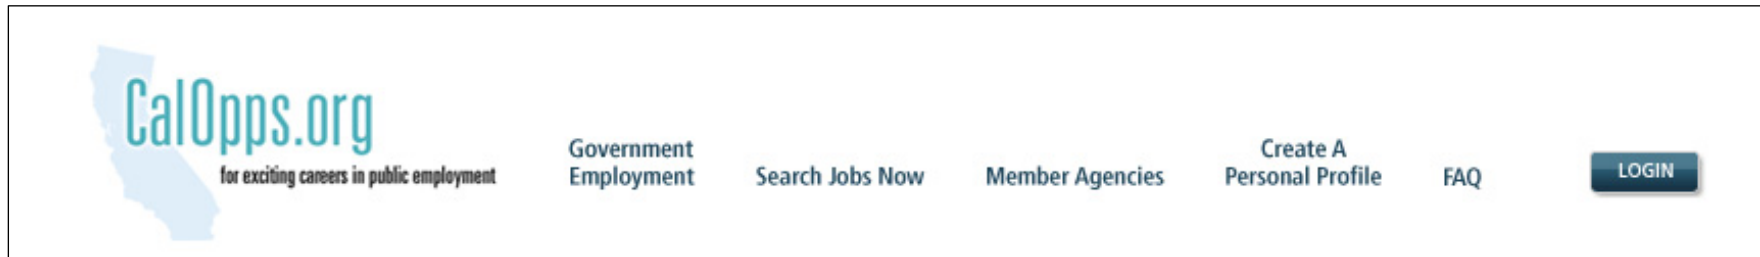 CalOpps.org
for exciting careers in public employment
Government
Employment
Search Jobs Now
Member Agencies
Create A
Personal Profile
FAQ
LOGIN